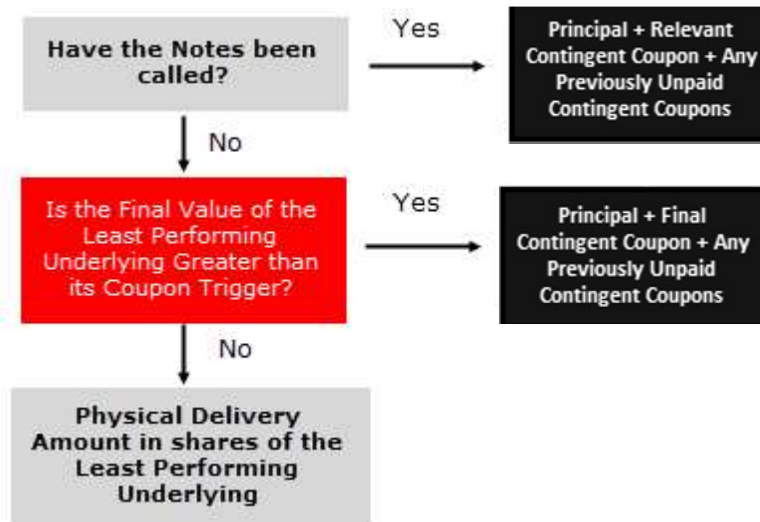 Have the Notes been
called?
Yes
Principal + Relevant
Contingent Coupon + Any
Previously Unpaid
Contingent Coupons
No
Is the Final Value of the
Least Performing
Underlying Greater than
its Coupon Trigger?
Yes
Principal + Final
Contingent Coupon + Any
Previously Unpaid
Contingent Coupons
No
Physical Delivery
Amount in shares of the
Least Performing
Underlying